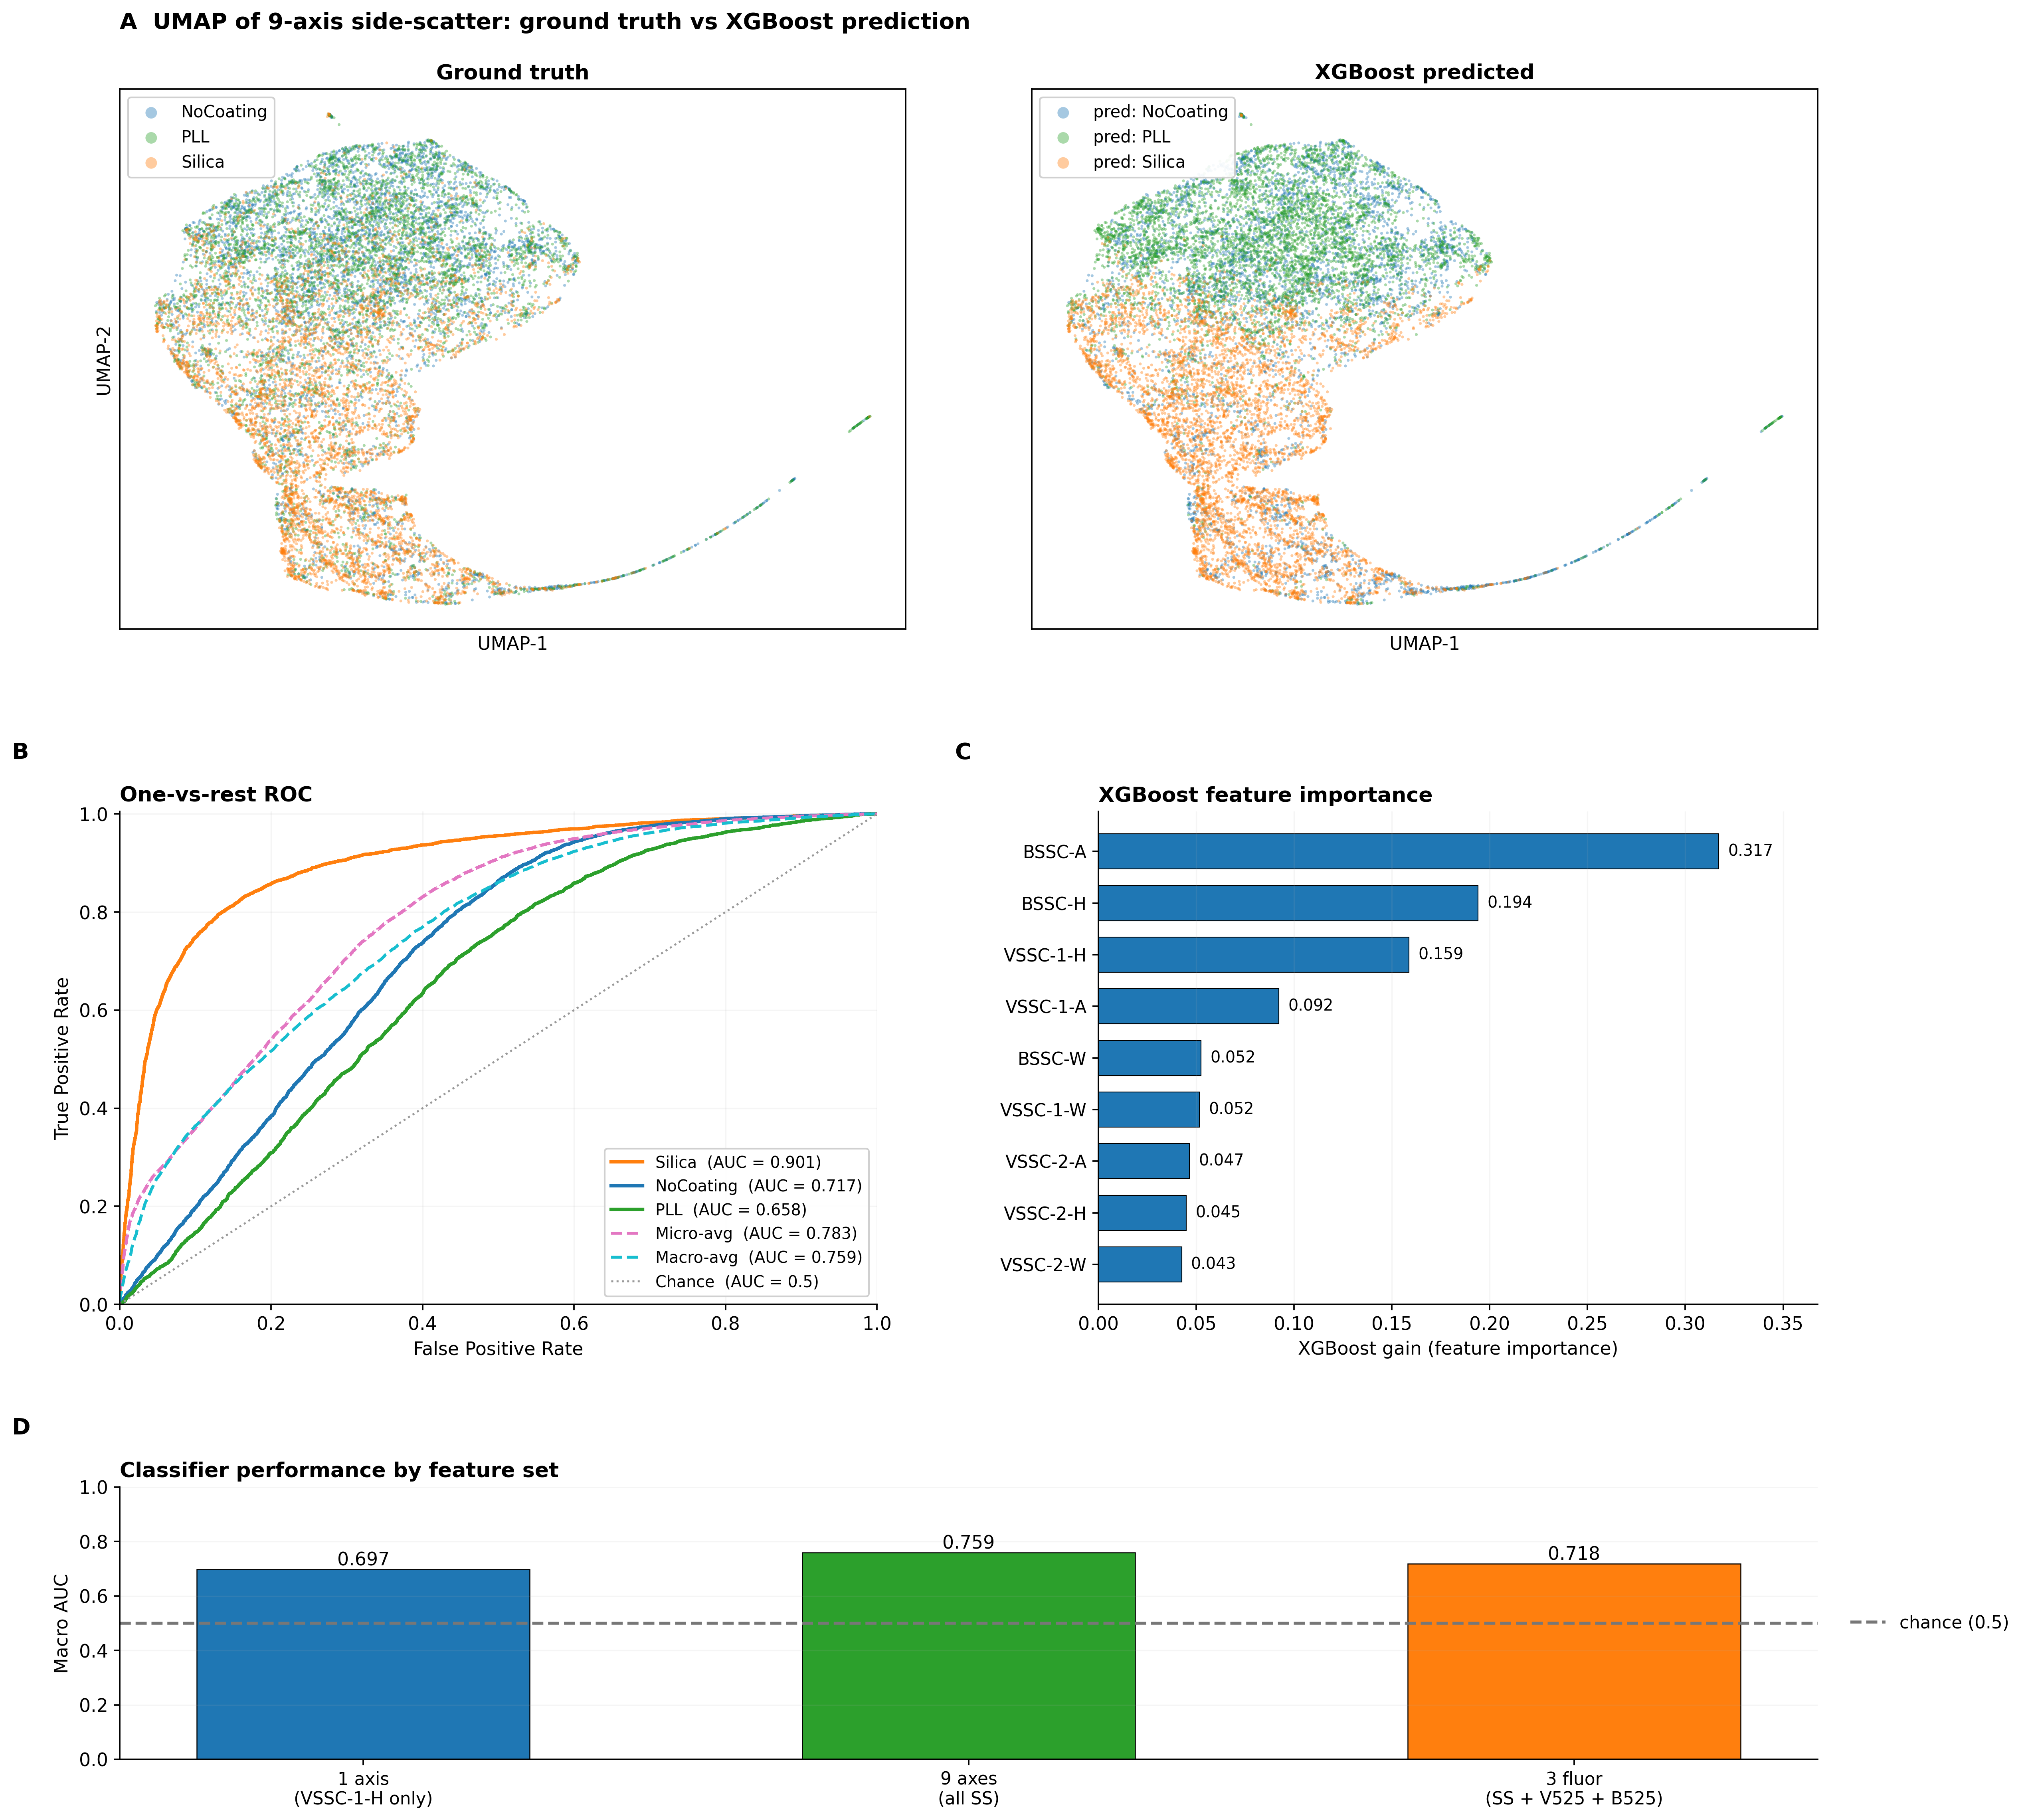 A UMAP of 9-axis side-scatter: ground truth vs XGBoost prediction
Ground truth
NoCoating
PLL
Silica
UMAP-2
UMAP-1
XGBoost predicted
pred: NoCoating
pred: PLL
pred: Silica
UMAP-1
B
One-vs-rest ROC
1.0
0.8
0.6
0.4
0.2
0.0
True Positive Rate
Silica (AUC = 0.901)
NoCoating (AUC = 0.717)
PLL (AUC = 0.658)
Micro-avg (AUC = 0.783)
Macro-avg (AUC = 0.759)
Chance (AUC = 0.5)
0.0 0.2 0.4 0.6 0.8 1.0
False Positive Rate
C
XGBoost feature importance
BSSC-A 0.317
BSSC-H 0.194
VSSC-1-H 0.159
VSSC-1-A 0.092
BSSC-W 0.052
VSSC-1-W 0.052
VSSC-2-A 0.047
VSSC-2-H 0.045
VSSC-2-W 0.043
0.00 0.05 0.10 0.15 0.20 0.25 0.30 0.35
XGBoost gain (feature importance)
D
Classifier performance by feature set
1.0
0.8
0.6
0.4
0.2
0.0
Macro AUC
0.697
0.759
0.718
chance (0.5)
1 axis
(VSSC-1-H only)
9 axes
(all SS)
3 fluor
(SS + V525 + B525)